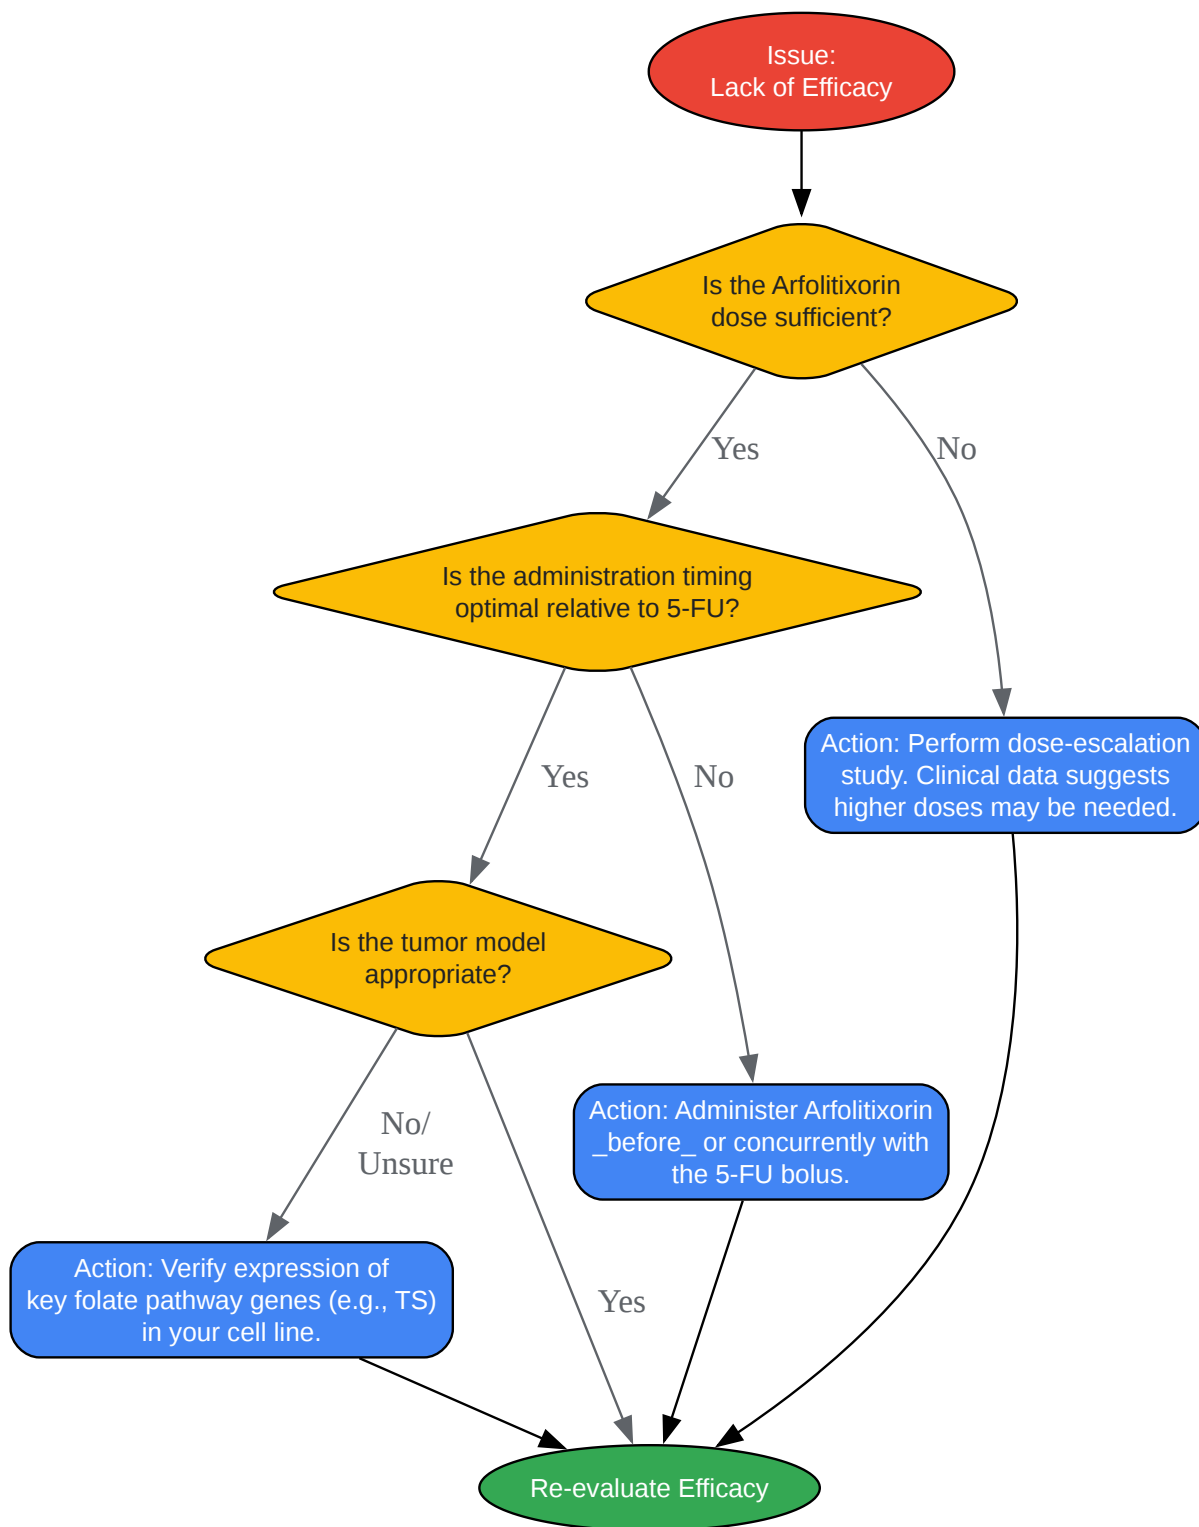 Issue:
Lack of Efficacy
Is the Arfolitixorin
dose sufficient?
Yes
No
Is the administration timing
optimal relative to 5-FU?
Action: Perform dose-escalation
study. Clinical data suggests
higher doses may be needed.
Yes
No
Is the tumor model
appropriate?
Action: Administer Arfolitixorin
_before_ or concurrently with
the 5-FU bolus.
No/
Unsure
Action: Verify expression of
key folate pathway genes (e.g., TS)
in your cell line.
Yes
Re-evaluate Efficacy